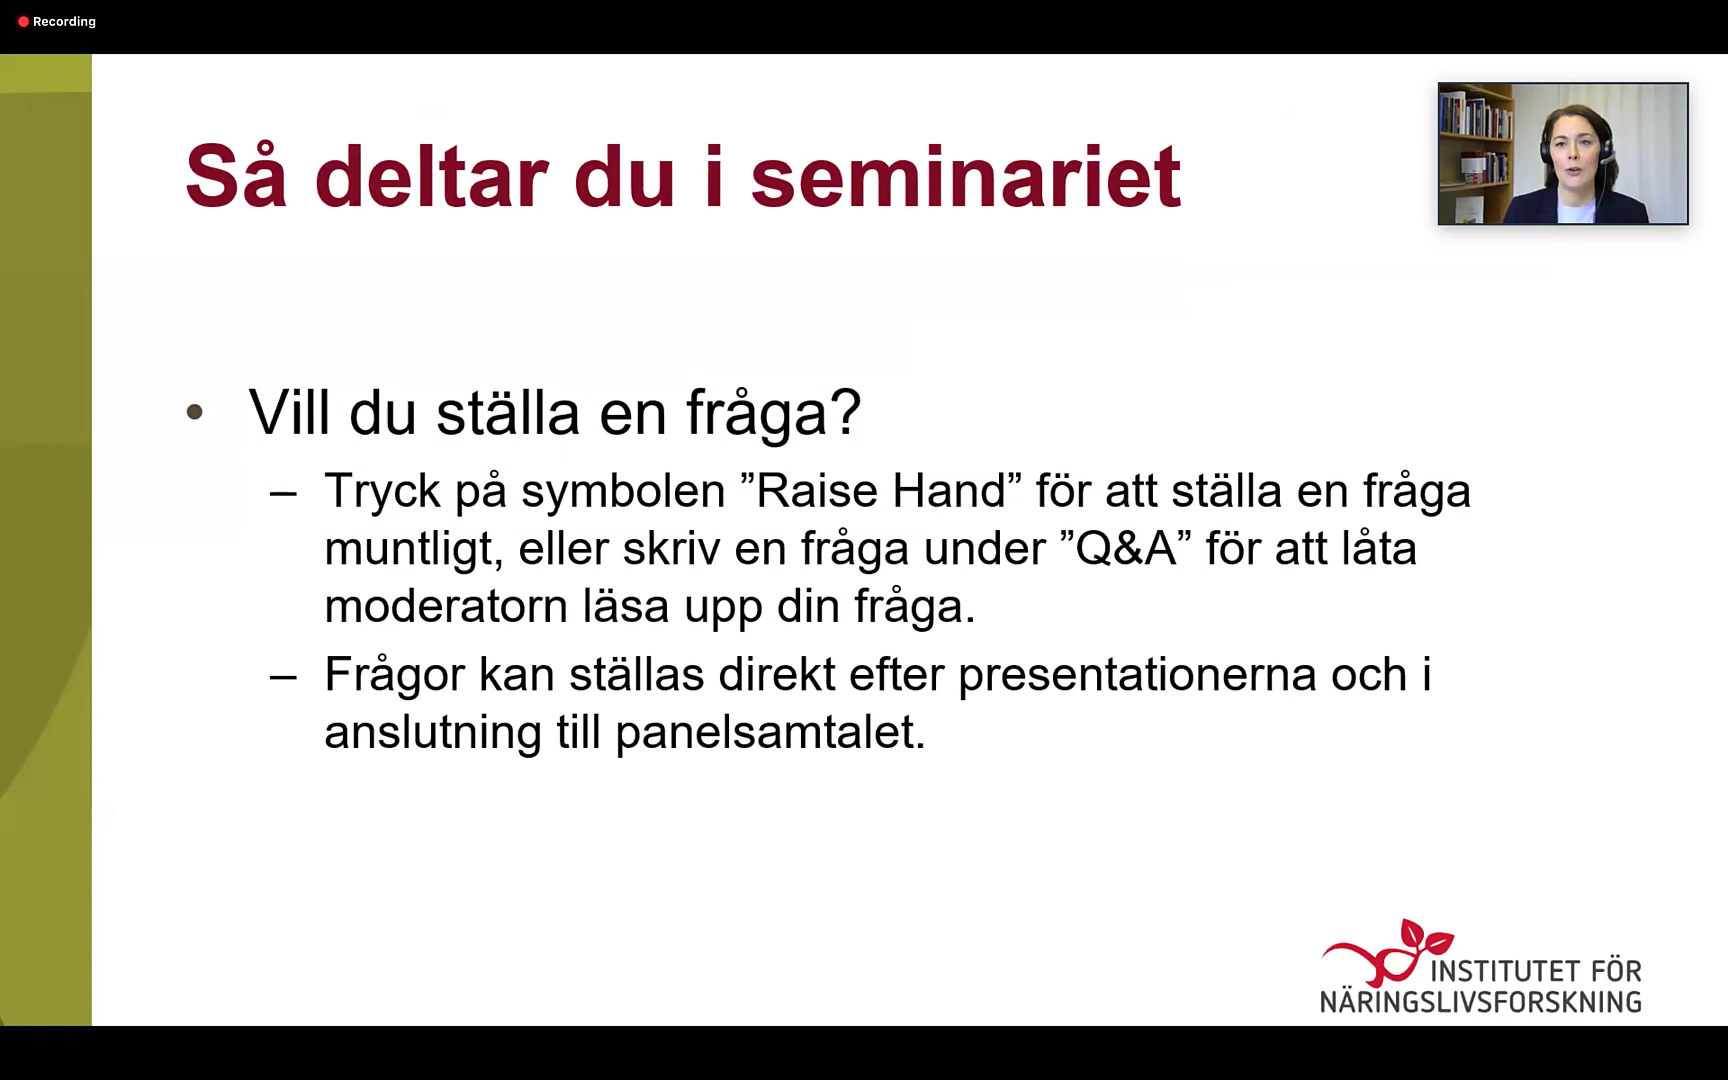 Recording
Så deltar du i seminariet
• Vill du ställa en fråga?
– Tryck på symbolen ”Raise Hand” för att ställa en fråga
muntligt, eller skriv en fråga under ”Q&A” för att låta
moderatorn läsa upp din fråga.
– Frågor kan ställas direkt efter presentationerna och i
anslutning till panelsamtalet.
INSTITUTET FÖR
NÄRINGSLIVSFORSKNING